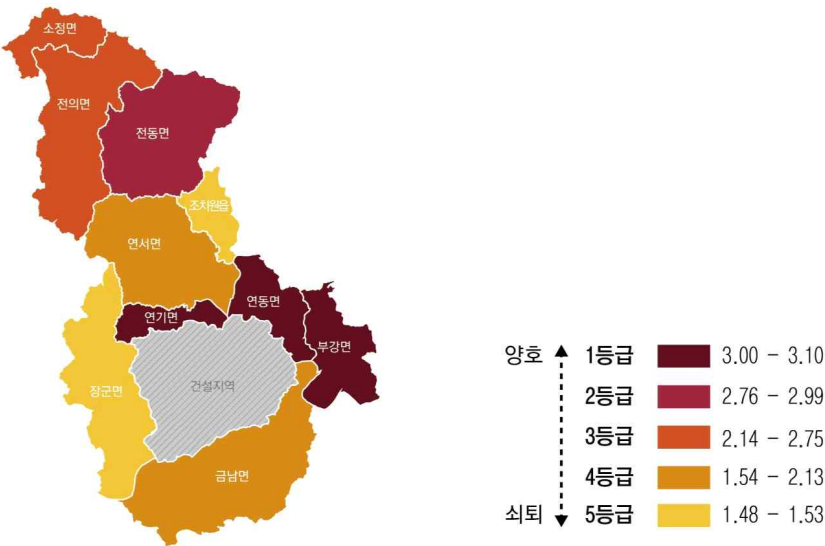 소정면
전의면
전동면
조치원읍
연서면
연동면
연기면
부강면
건설지역
장군면
금남면
양호 1등급 3.00 - 3.10
2등급 2.76 - 2.99
3등급 2.14 - 2.75
4등급 1.54 - 2.13
쇠퇴 5등급 1.48 - 1.53